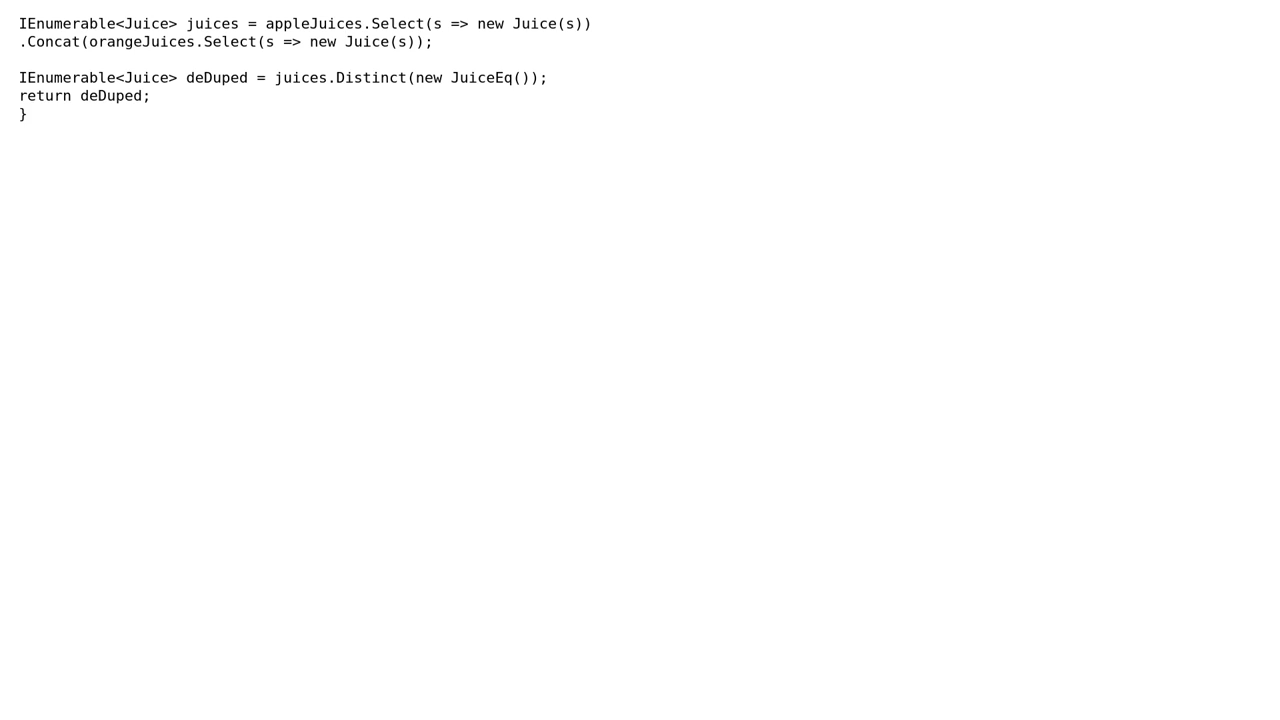 IEnumerable<Juice> juices = appleJuices.Select(s => new Juice(s))
.Concat(orangeJuices.Select(s => new Juice(s));
IEnumerable<Juice> deDuped = juices.Distinct(new JuiceEq());
return deDuped;
}